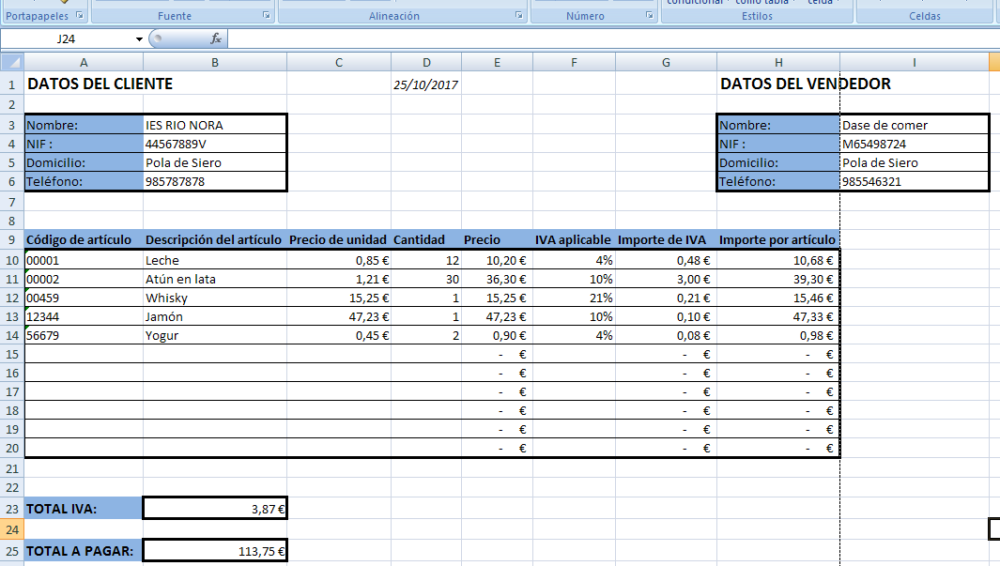 condicional como tabla celda
Portapapeles Fuente Alineación Número Estilos Celdas
J24 fx
A B C D E F G H I
1 DATOS DEL CLIENTE 25/10/2017 DATOS DEL VENDEDOR
2
3 Nombre: IES RIO NORA Nombre: Dase de comer
4 NIF : 44567889V NIF : M65498724
5 Domicilio: Pola de Siero Domicilio: Pola de Siero
6 Teléfono: 985787878 Teléfono: 985546321
7
8
9 Código de artículo Descripción del artículo Precio de unidad Cantidad Precio IVA aplicable Importe de IVA Importe por artículo
10 00001 Leche 0,85 € 12 10,20 € 4% 0,48 € 10,68 €
11 00002 Atún en lata 1,21 € 30 36,30 € 10% 3,00 € 39,30 €
12 00459 Whisky 15,25 € 1 15,25 € 21% 0,21 € 15,46 €
13 12344 Jamón 47,23 € 1 47,23 € 10% 0,10 € 47,33 €
14 56679 Yogur 0,45 € 2 0,90 € 4% 0,08 € 0,98 €
15 - € - € - €
16 - € - € - €
17 - € - € - €
18 - € - € - €
19 - € - € - €
20 - € - € - €
21
22
23 TOTAL IVA: 3,87 €
24
25 TOTAL A PAGAR: 113,75 €